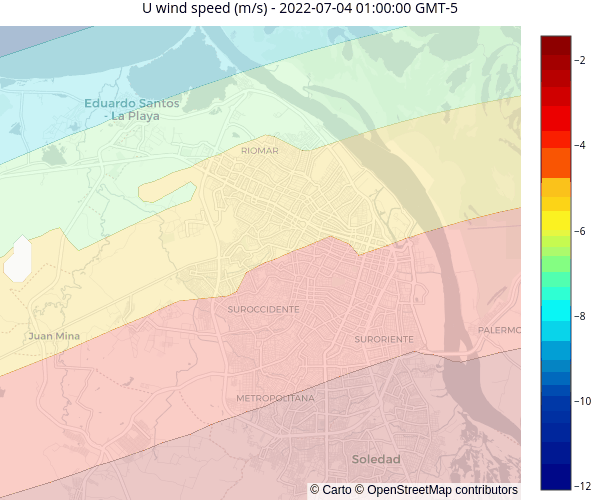 U wind speed (m/s) - 2022-07-04 01:00:00 GMT-5
Eduardo Santos
- La Playa
RIOMAR
SUROCCIDENTE
Juan Mina
SURORIENTE
PALERMO
METROPOLITANA
Soledad
−2
−4
−6
−8
−10
−12
© Carto © OpenStreetMap contributors